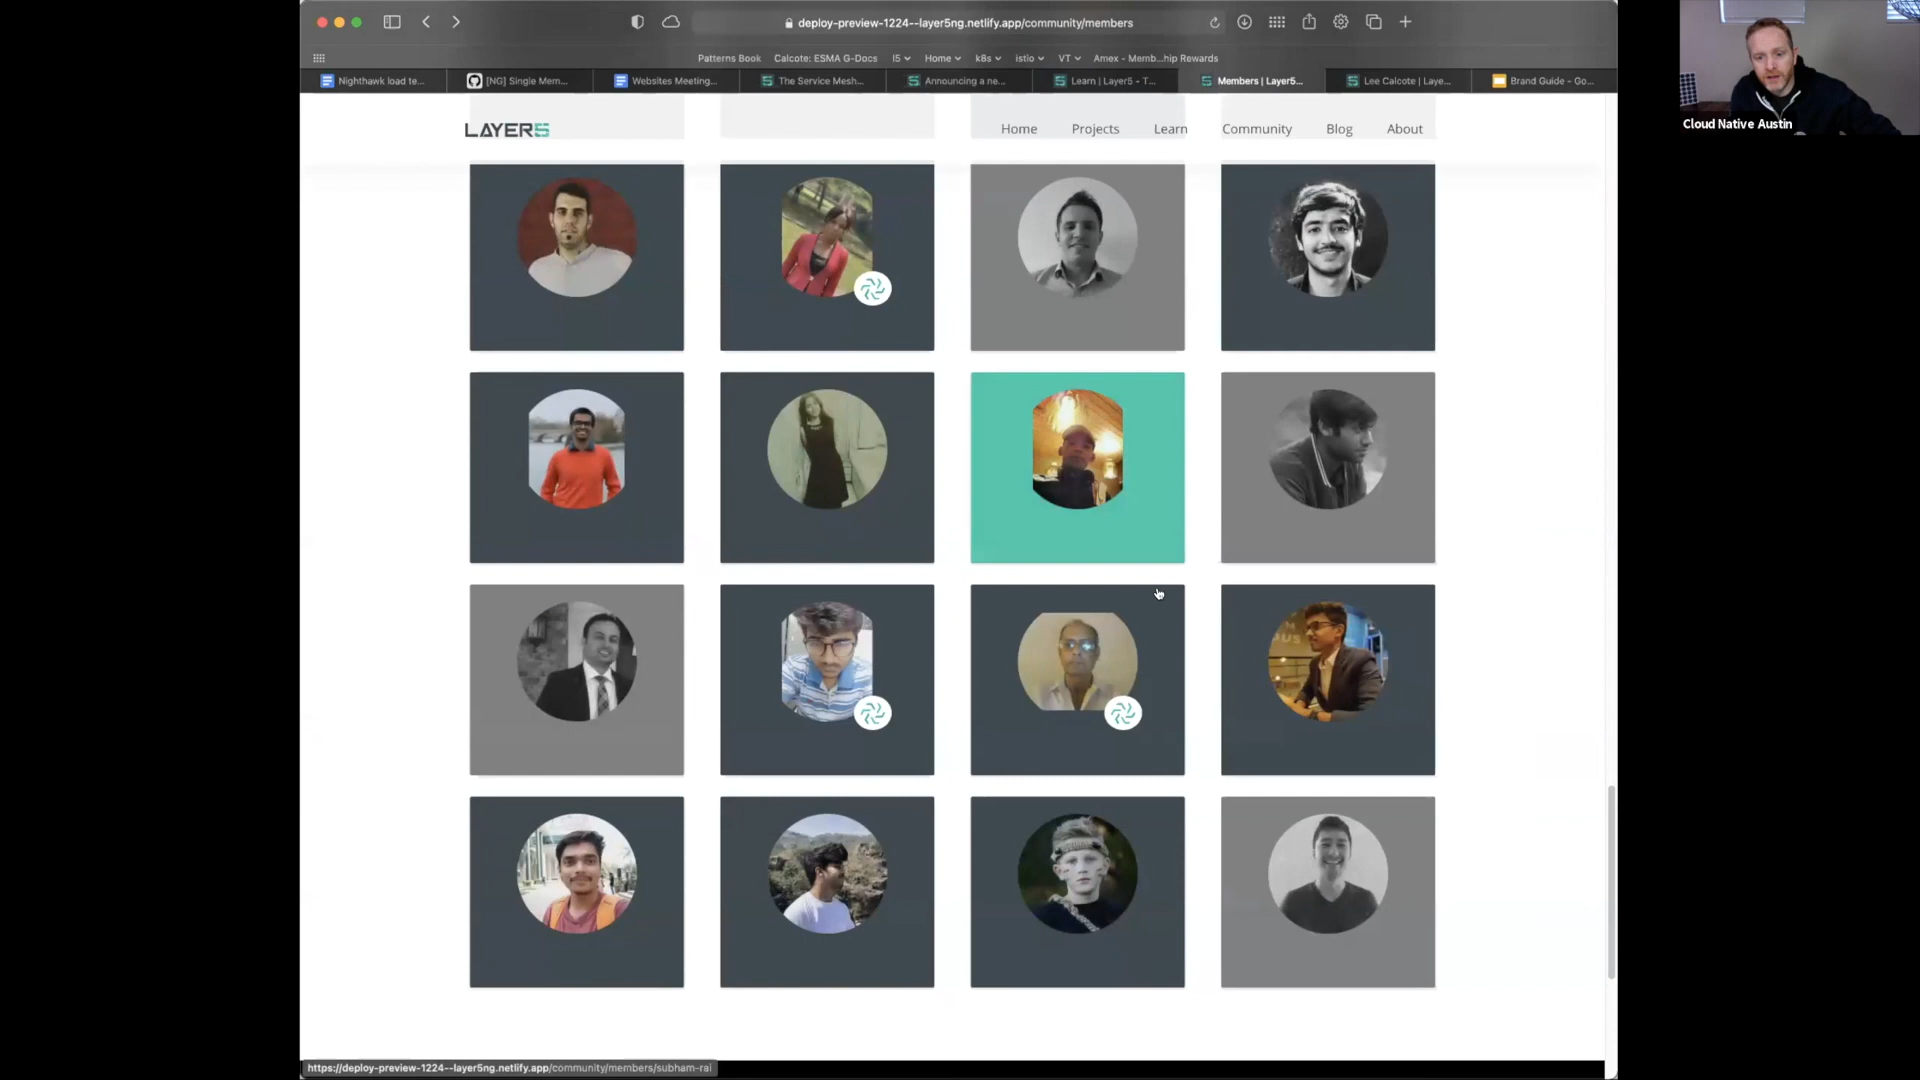 deploy-preview-1224--layer5ng.netlify.app/community/members
Patterns Book
Calcote: ESMA G-Docs
l5
Home
k8s
istio
VT
Amex - Memb...hip Rewards
Nighthawk load te...
[NG] Single Mem...
Websites Meeting...
The Service Mesh...
Announcing a ne...
Learn | Layer5 - T...
Members | Layer5...
Lee Calcote | Laye...
Brand Guide - Go...
LAYER5
Home
Projects
Learn
Community
Blog
About
Cloud Native Austin
https://deploy-preview-1224--layer5ng.netlify.app/community/members/subham-rai